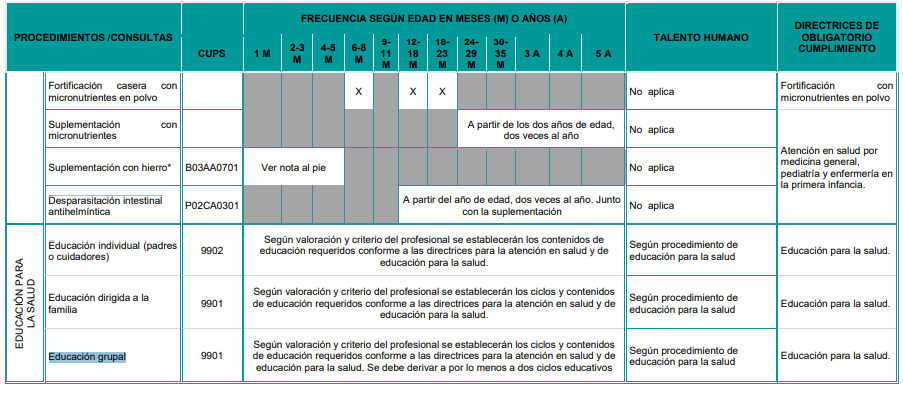 PROCEDIMIENTOS /CONSULTAS
CUPS
FRECUENCIA SEGÚN EDAD EN MESES (M) O AÑOS (A)
1 M
2-3 M
4-5 M
6-8 M
9-11 M
12-18 M
18-23 M
24-29 M
30-35 M
3 A
4 A
5 A
TALENTO HUMANO
DIRECTRICES DE
OBLIGATORIO
CUMPLIMIENTO
Fortificación casera con
micronutrientes en polvo
X
X
X
No aplica
Fortificación con
micronutrientes en polvo
Suplementación con
micronutrientes
A partir de los dos años de edad,
dos veces al año
No aplica
Atención en salud por
medicina general,
pediatría y enfermería en
la primera infancia.
Suplementación con hierro*
B03AA0701
Ver nota al pie
No aplica
Desparasitación intestinal
antihelmíntica
P02CA0301
A partir del año de edad, dos veces al año. Junto
con la suplementación
No aplica
EDUCACIÓN PARA
LA SALUD
Educación individual (padres
o cuidadores)
9902
Según valoración y criterio del profesional se establecerán los contenidos de
educación requeridos conforme a las directrices para la atención en salud y de
educación para la salud.
Según procedimiento de
educación para la salud
Educación para la salud.
Educación dirigida a la
familia
9901
Según valoración y criterio del profesional se establecerán los ciclos y contenidos
de educación requeridos conforme a las directrices para la atención en salud y de
educación para la salud.
Según procedimiento de
educación para la salud
Educación para la salud.
Educación grupal
9901
Según valoración y criterio del profesional se establecerán los ciclos y contenidos
de educación requeridos conforme a las directrices para la atención en salud y de
educación para la salud. Se debe derivar a por lo menos a dos ciclos educativos
Según procedimiento de
educación para la salud
Educación para la salud.